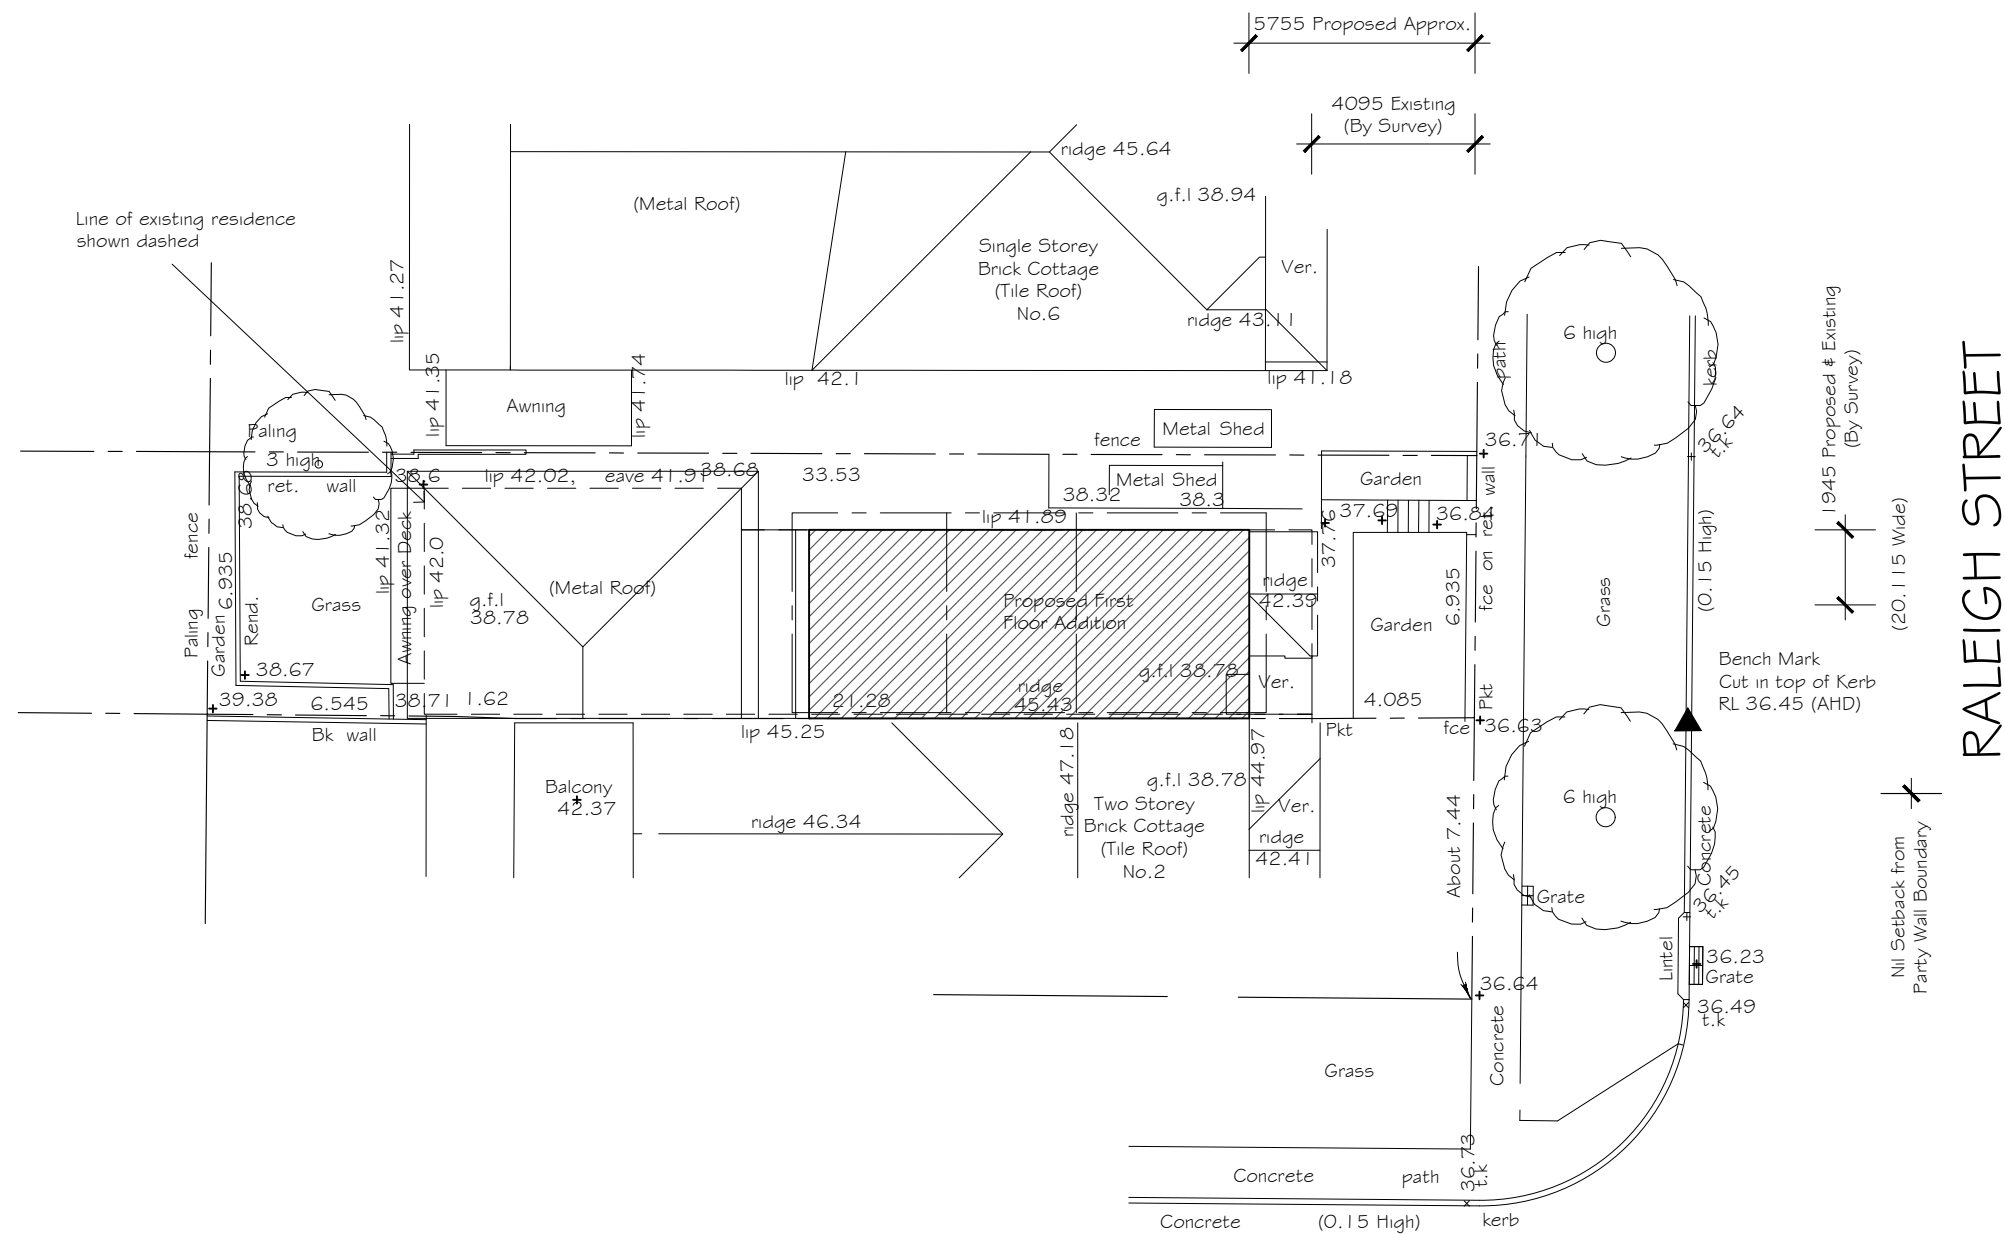 5755 Proposed Approx.
4095 Existing
(By Survey)
ridge 45.64
g.f.l 38.94
(Metal Roof)
Line of existing residence
shown dashed
Single Storey
Brick Cottage
(Tile Roof)
No.6
Ver.
ridge 43.11
lip 41.27
lip 41.35
lip 41.74
lip 42.1
lip 41.18
Awning
Metal Shed
fence
6 high
path
kerb
36.64
t.k
36.71
1945 Proposed & Existing
(By Survey)
RALEIGH STREET
Paling
3 high
ret. wall
38.68
38.6
lip 42.02, eave 41.91
38.68
33.53
Metal Shed
38.32
38.3
Garden
37.69
36.84
37.76
lip 41.89
fce on ret wall
Paling fence
Garden 6.935
Rend.
Grass
lip 41.32
Awning over Deck
lip 42.0
g.f.l
38.78
(Metal Roof)
Proposed First
Floor Addition
ridge
42.39
6.935
Garden
Grass
(0.15 High)
(20.115 Wide)
38.67
39.38
6.545
38.71
1.62
21.28
ridge
45.43
g.f.l 38.78
Ver.
4.085
Pkt
36.63
Bench Mark
Cut in top of Kerb
RL 36.45 (AHD)
Bk wall
lip 45.25
Pkt
fce
Balcony
42.37
ridge 46.34
ridge 47.18
g.f.l 38.78
lip 44.97
Two Storey
Brick Cottage
(Tile Roof)
No.2
Ver.
ridge
42.41
About 7.44
6 high
Concrete
Grate
36.45
t.k
Nil Setback from
Party Wall Boundary
Lintel
36.23
Grate
36.64
36.49
t.k
Concrete
Grass
36.73
t.k
Concrete path
Concrete (0.15 High) kerb